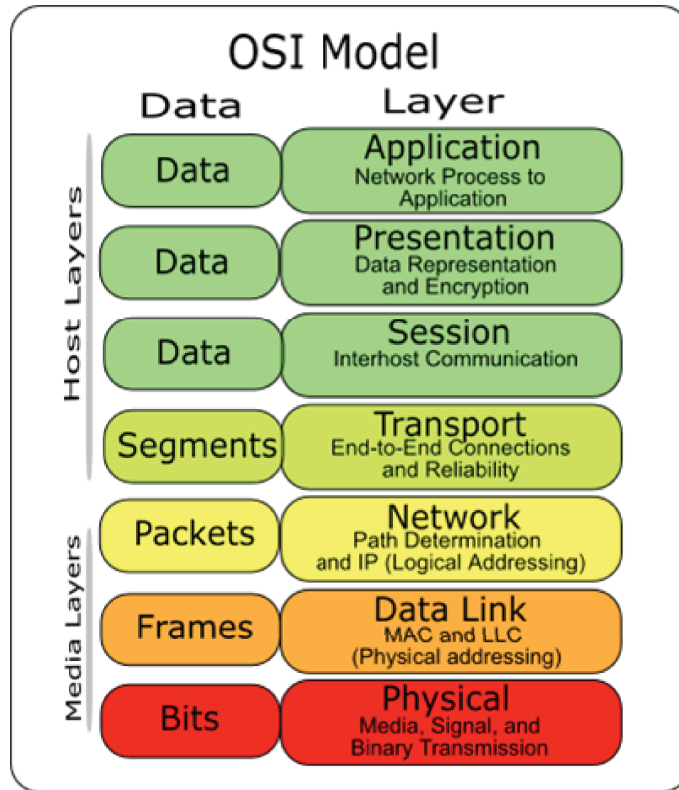 OSI Model
Data Layer
Host Layers
Data
Application
Network Process to
Application
Data
Presentation
Data Representation
and Encryption
Data
Session
Interhost Communication
Segments
Transport
End-to-End Connections
and Reliability
Media Layers
Packets
Network
Path Determination
and IP (Logical Addressing)
Frames
Data Link
MAC and LLC
(Physical addressing)
Bits
Physical
Media, Signal, and
Binary Transmission